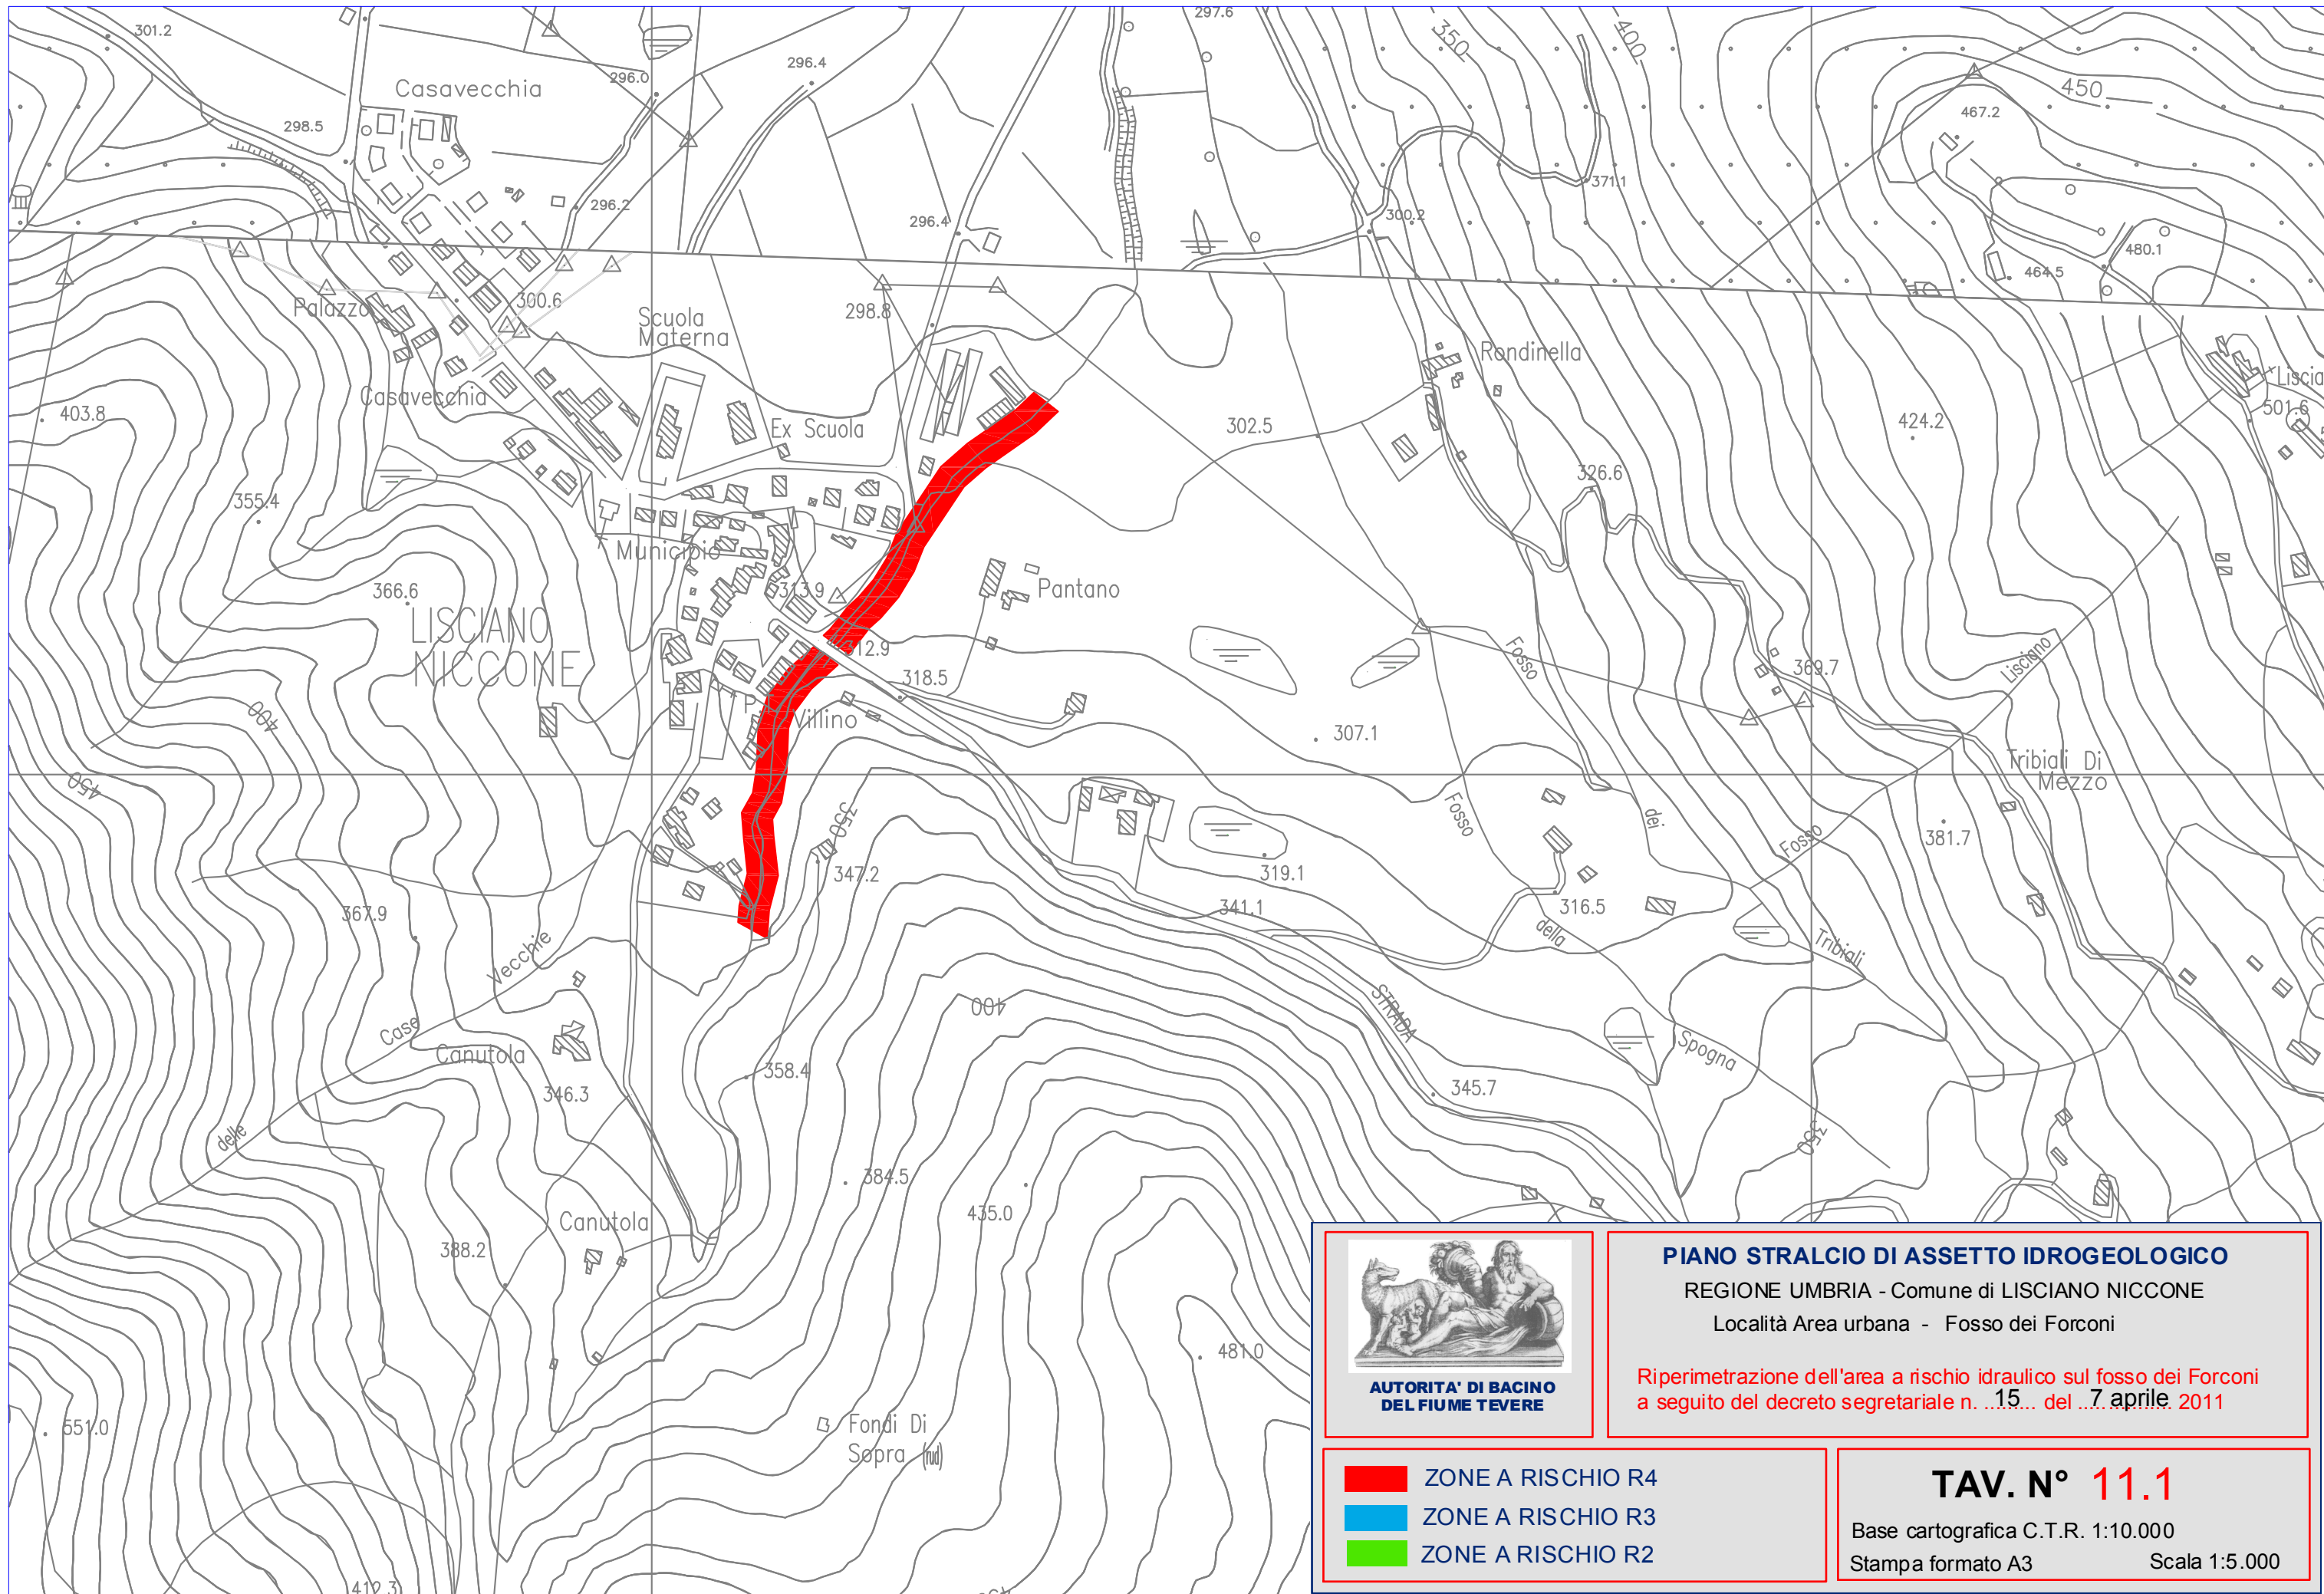 301.2
297.6
350
400
296.4
296.0
Casavecchia
450
467.2
298.5
371.1
296.2
300.2
296.4
480.1
464.5
300.6
Palazzo
298.8
Scuola
Materna
Rondinella
Liscia
Casavecchia
501.6
403.8
Ex Scuola
302.5
424.2
326.6
355.4
Municipio
366.6
313.9
Pantano
LISCIANO
NICCONE
312.9
Fosso
Lisciano
369.7
318.5
400
Villino
307.1
Tribiali Di
Mezzo
450
Fosso
dei
350
Fosso
381.7
347.2
319.1
367.9
341.1
316.5
della
Tribiali
Vecchie
400
STRADA
Case
Canutola
Spogna
358.4
346.3
345.7
delle
350
384.5
435.0
Canutola
388.2
481.0
551.0
Fondi Di
Sopra (rud)
412.3
PIANO STRALCIO DI ASSETTO IDROGEOLOGICO
REGIONE UMBRIA - Comune di LISCIANO NICCONE
Località Area urbana - Fosso dei Forconi
Riperimetrazione dell'area a rischio idraulico sul fosso dei Forconi
a seguito del decreto segretariale n. ...15.... del ....7 aprile 2011
AUTORITA' DI BACINO
DEL FIUME TEVERE
ZONE A RISCHIO R4
ZONE A RISCHIO R3
ZONE A RISCHIO R2
TAV. N° 11.1
Base cartografica C.T.R. 1:10.000
Stampa formato A3 Scala 1:5.000